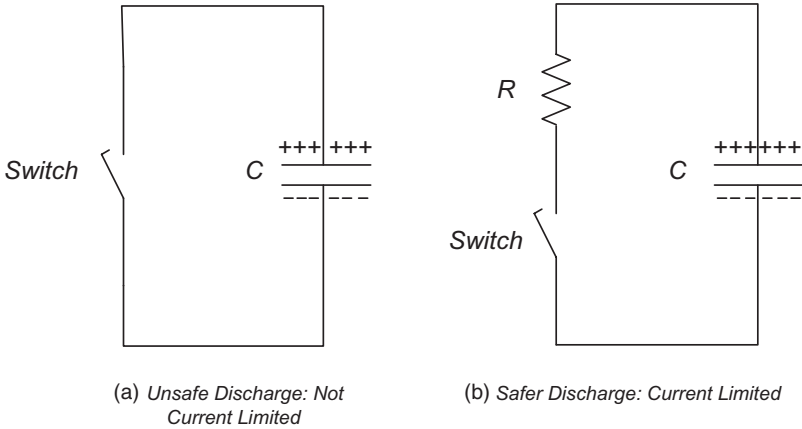 Switch
C
+++ +++
--- ---
(a) Unsafe Discharge: Not
Current Limited
R
Switch
C
++++++
--- ---
(b) Safer Discharge: Current Limited